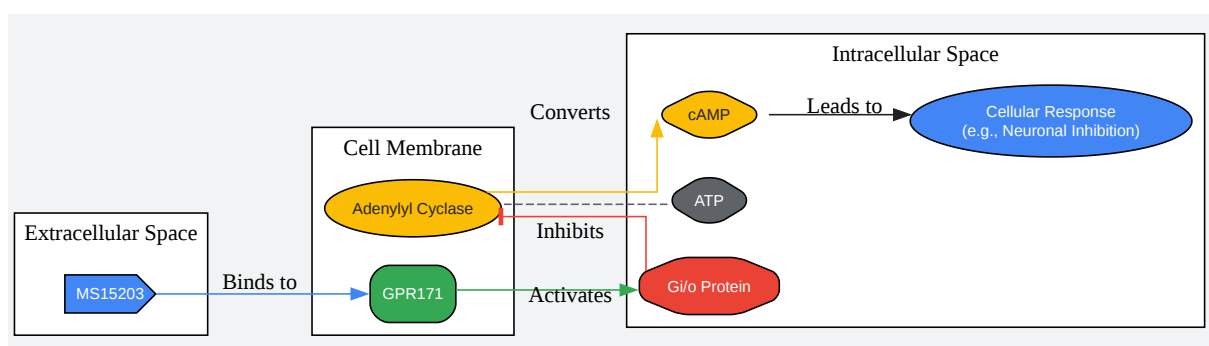 Intracellular Space
Converts
cAMP
Leads to
Cellular Response
(e.g., Neuronal Inhibition)
Cell Membrane
Adenylyl Cyclase
ATP
Extracellular Space
Inhibits
MS15203
Binds to
GPR171
Activates
Gi/o Protein